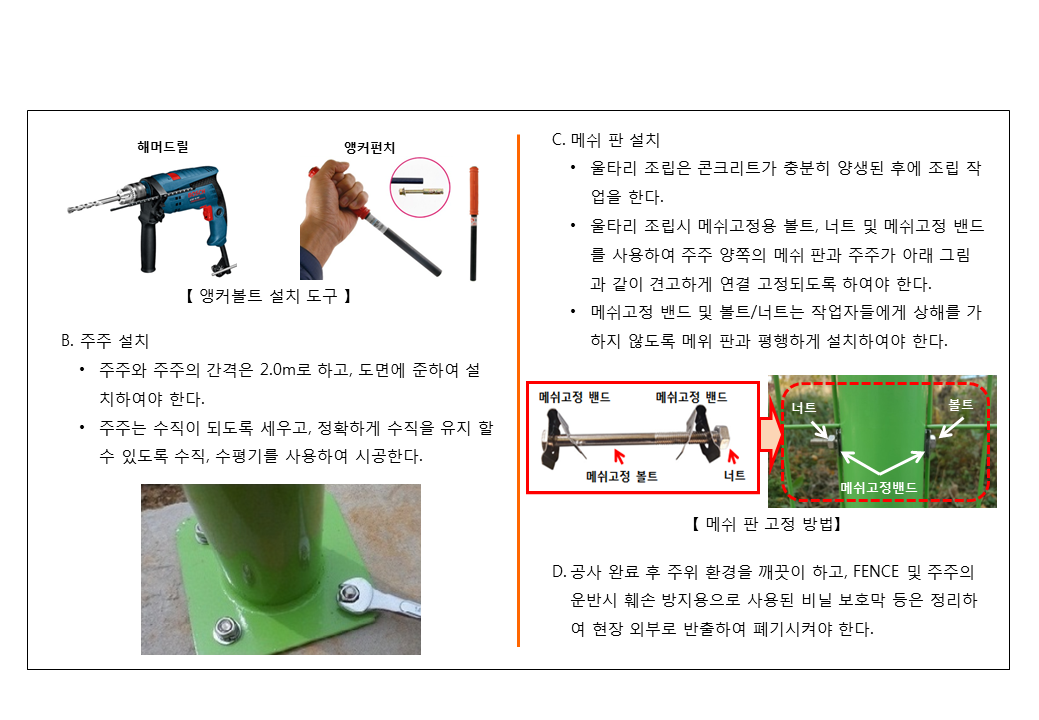 해머드릴
앵커펀치
【 앵커볼트 설치 도구 】
B. 주주 설치
• 주주와 주주의 간격은 2.0m로 하고, 도면에 준하여 설
치하여야 한다.
• 주주는 수직이 되도록 세우고, 정확하게 수직을 유지 할
수 있도록 수직, 수평기를 사용하여 시공한다.
C. 메쉬 판 설치
• 울타리 조립은 콘크리트가 충분히 양생된 후에 조립 작
업을 한다.
• 울타리 조립시 메쉬고정용 볼트, 너트 및 메쉬고정 밴드
를 사용하여 주주 양쪽의 메쉬 판과 주주가 아래 그림
과 같이 견고하게 연결 고정되도록 하여야 한다.
• 메쉬고정 밴드 및 볼트/너트는 작업자들에게 상해를 가
하지 않도록 메위 판과 평행하게 설치하여야 한다.
메쉬고정 밴드
메쉬고정 밴드
메쉬고정 볼트
너트
너트
볼트
메쉬고정밴드
【 메쉬 판 고정 방법】
D. 공사 완료 후 주위 환경을 깨끗이 하고, FENCE 및 주주의
운반시 훼손 방지용으로 사용된 비닐 보호막 등은 정리하
여 현장 외부로 반출하여 폐기시켜야 한다.